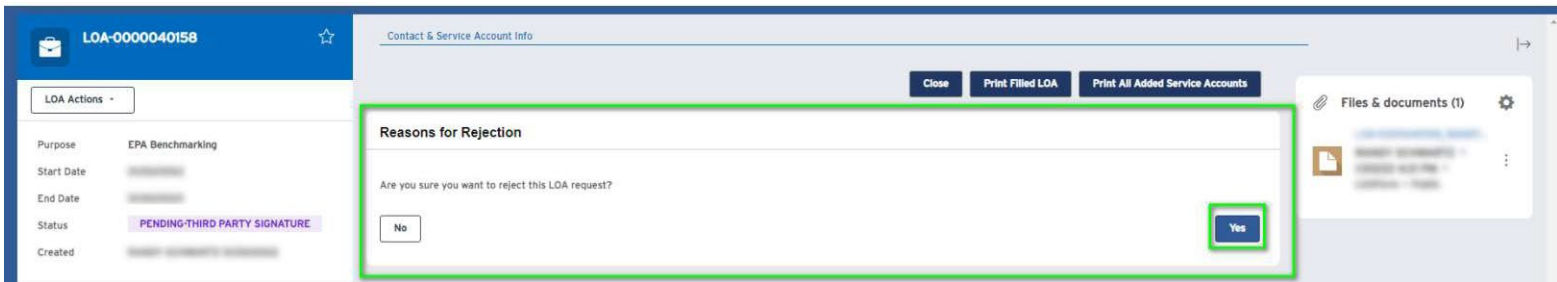 LOA-0000040158
LOA Actions
Purpose EPA Benchmarking
Start Date
End Date
Status PENDING-THIRD PARTY SIGNATURE
Created
Contact & Service Account Info
Close Print Filled LOA Print All Added Service Accounts
Reasons for Rejection
Are you sure you want to reject this LOA request?
No Yes
Files & documents (1)